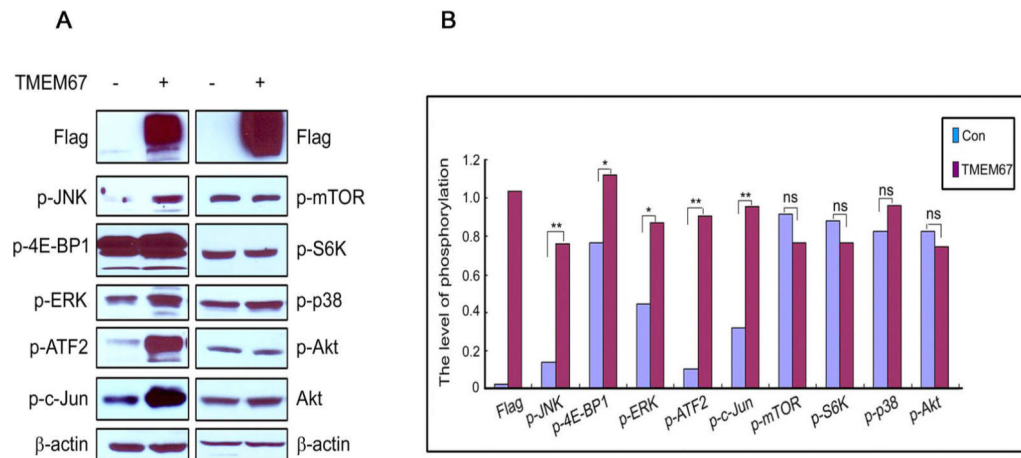 A
TMEM67 - + - +
Flag Flag
p-JNK p-mTOR
p-4E-BP1 p-S6K
p-ERK p-p38
p-ATF2 p-Akt
p-c-Jun Akt
β-actin β-actin
B
Con
TMEM67
The level of phosphorylation
1.2
1.0
0.8
0.6
0.4
0.2
0
**
*
*
**
**
ns
ns
ns
ns
Flag
p-JNK
p-4E-BP1
p-ERK
p-ATF2
p-c-Jun
p-mTOR
p-S6K
p-p38
p-Akt